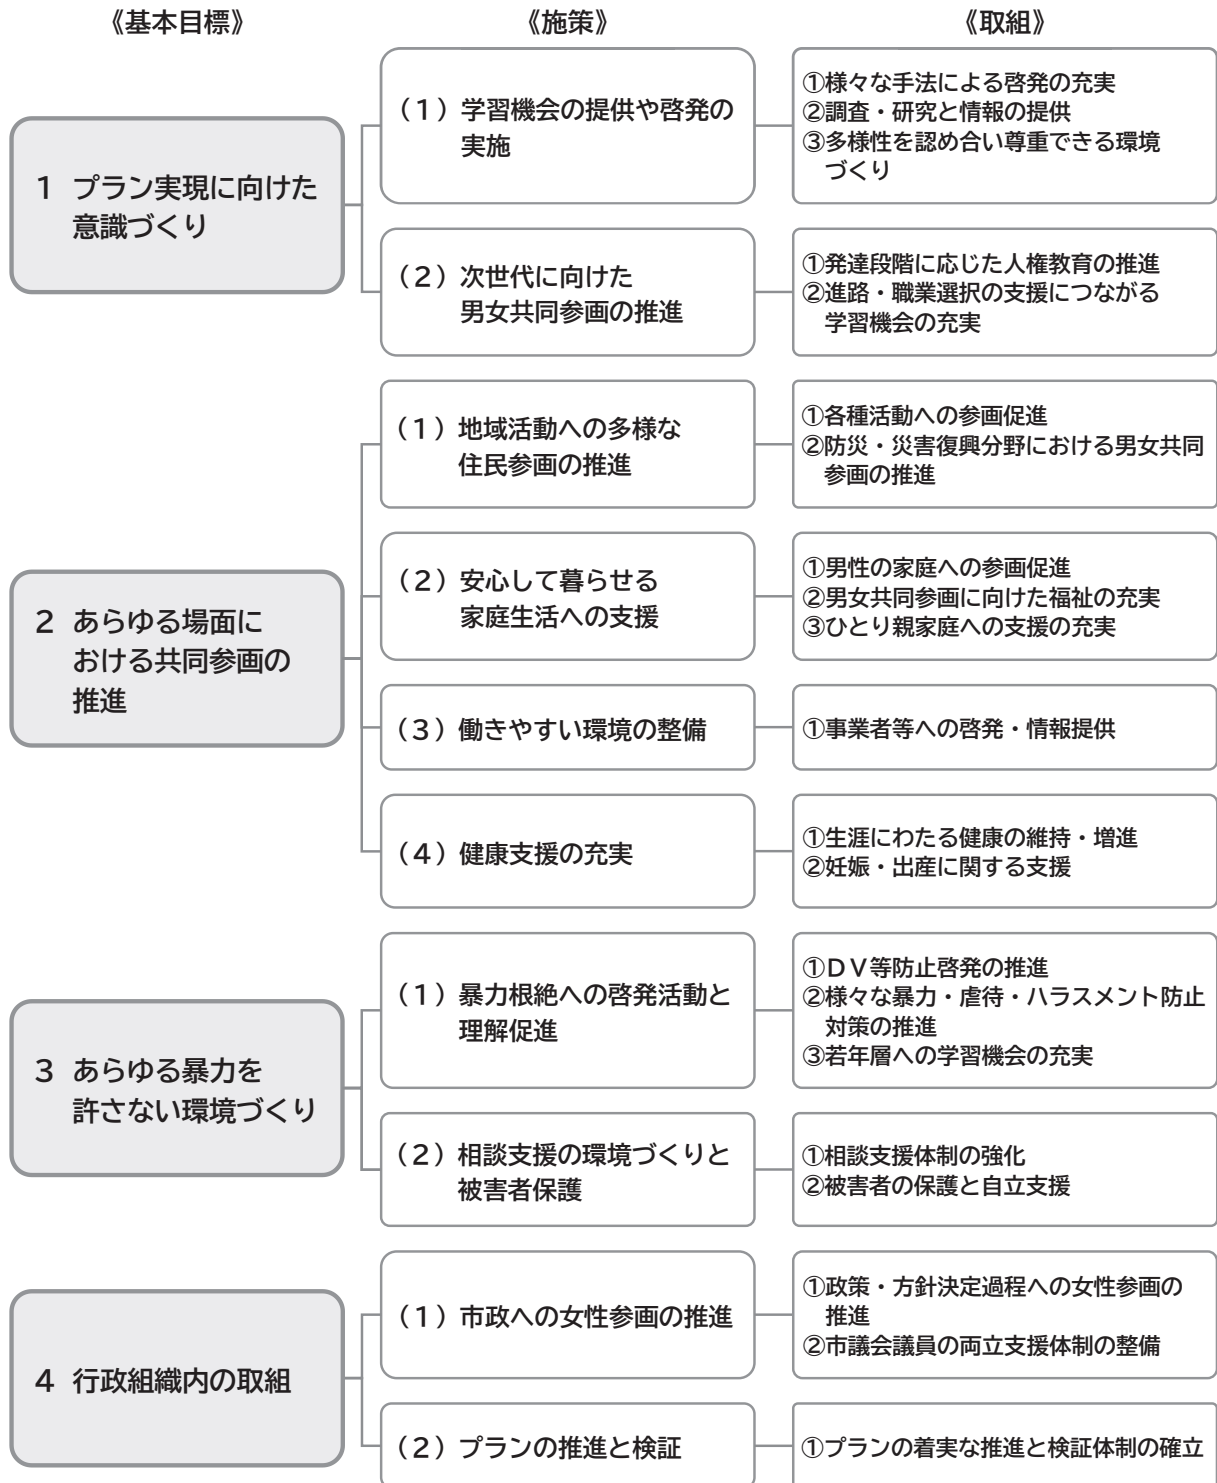 《基本目標》
《施策》
《取組》
1 プラン実現に向けた
意識づくり
(1)学習機会の提供や啓発の
実施
①様々な手法による啓発の充実
②調査・研究と情報の提供
③多様性を認め合い尊重できる環境
づくり
(2)次世代に向けた
男女共同参画の推進
①発達段階に応じた人権教育の推進
②進路・職業選択の支援につながる
学習機会の充実
2 あらゆる場面に
おける共同参画の
推進
(1)地域活動への多様な
住民参画の推進
①各種活動への参画促進
②防災・災害復興分野における男女共同
参画の推進
(2)安心して暮らせる
家庭生活への支援
①男性の家庭への参画促進
②男女共同参画に向けた福祉の充実
③ひとり親家庭への支援の充実
(3)働きやすい環境の整備
①事業者等への啓発・情報提供
(4)健康支援の充実
①生涯にわたる健康の維持・増進
②妊娠・出産に関する支援
3 あらゆる暴力を
許さない環境づくり
(1)暴力根絶への啓発活動と
理解促進
①DV等防止啓発の推進
②様々な暴力・虐待・ハラスメント防止
対策の推進
③若年層への学習機会の充実
(2)相談支援の環境づくりと
被害者保護
①相談支援体制の強化
②被害者の保護と自立支援
4 行政組織内の取組
(1)市政への女性参画の推進
①政策・方針決定過程への女性参画の
推進
②市議会議員の両立支援体制の整備
(2)プランの推進と検証
①プランの着実な推進と検証体制の確立